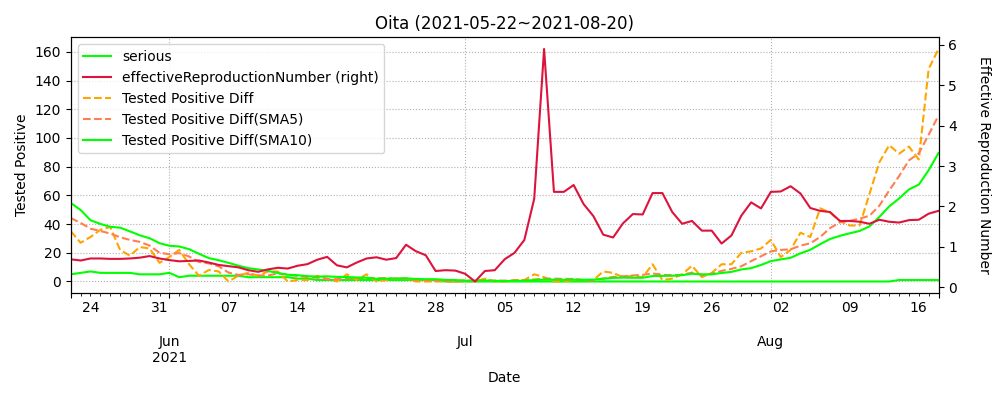 Oita (2021-05-22~2021-08-20)
serious
effectiveReproductionNumber (right)
Tested Positive Diff
Tested Positive Diff(SMA5)
Tested Positive Diff(SMA10)
Tested Positive
160
140
120
100
80
60
40
20
0
6
5
4
3
2
1
0
Effective Reproduction Number
24 31 07 14 21 28 05 12 19 26 02 09 16
Jun Jul Aug
2021
Date